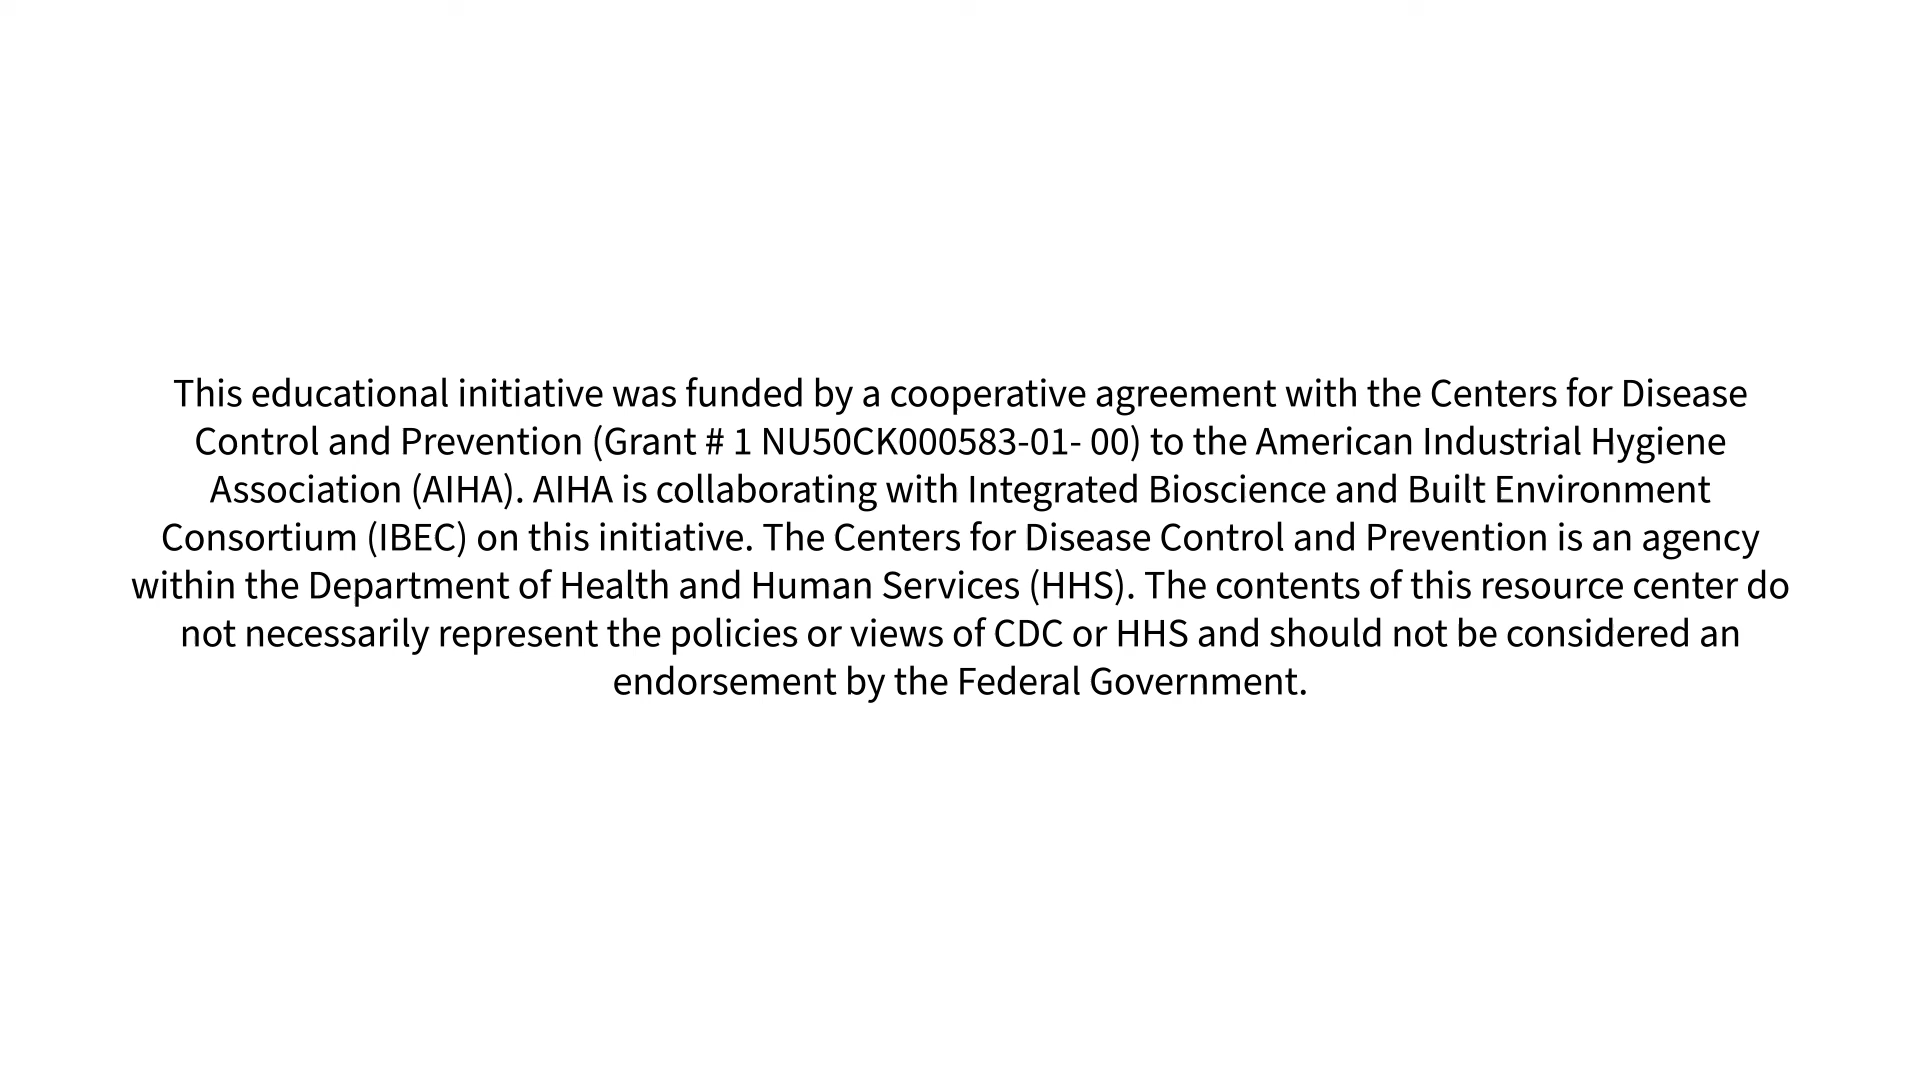 This educational initiative was funded by a cooperative agreement with the Centers for Disease
Control and Prevention (Grant # 1 NU50CK000583-01- 00) to the American Industrial Hygiene
Association (AIHA). AIHA is collaborating with Integrated Bioscience and Built Environment
Consortium (IBEC) on this initiative. The Centers for Disease Control and Prevention is an agency
within the Department of Health and Human Services (HHS). The contents of this resource center do
not necessarily represent the policies or views of CDC or HHS and should not be considered an
endorsement by the Federal Government.